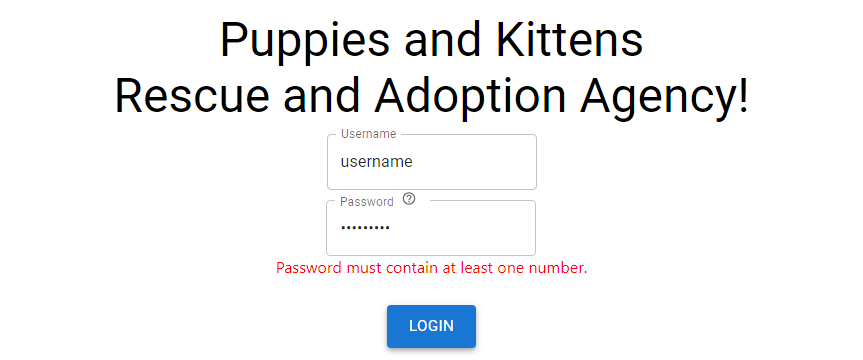 Puppies and Kittens
Rescue and Adoption Agency!
Username
username
Password ?
•••••••••
Password must contain at least one number.
LOGIN